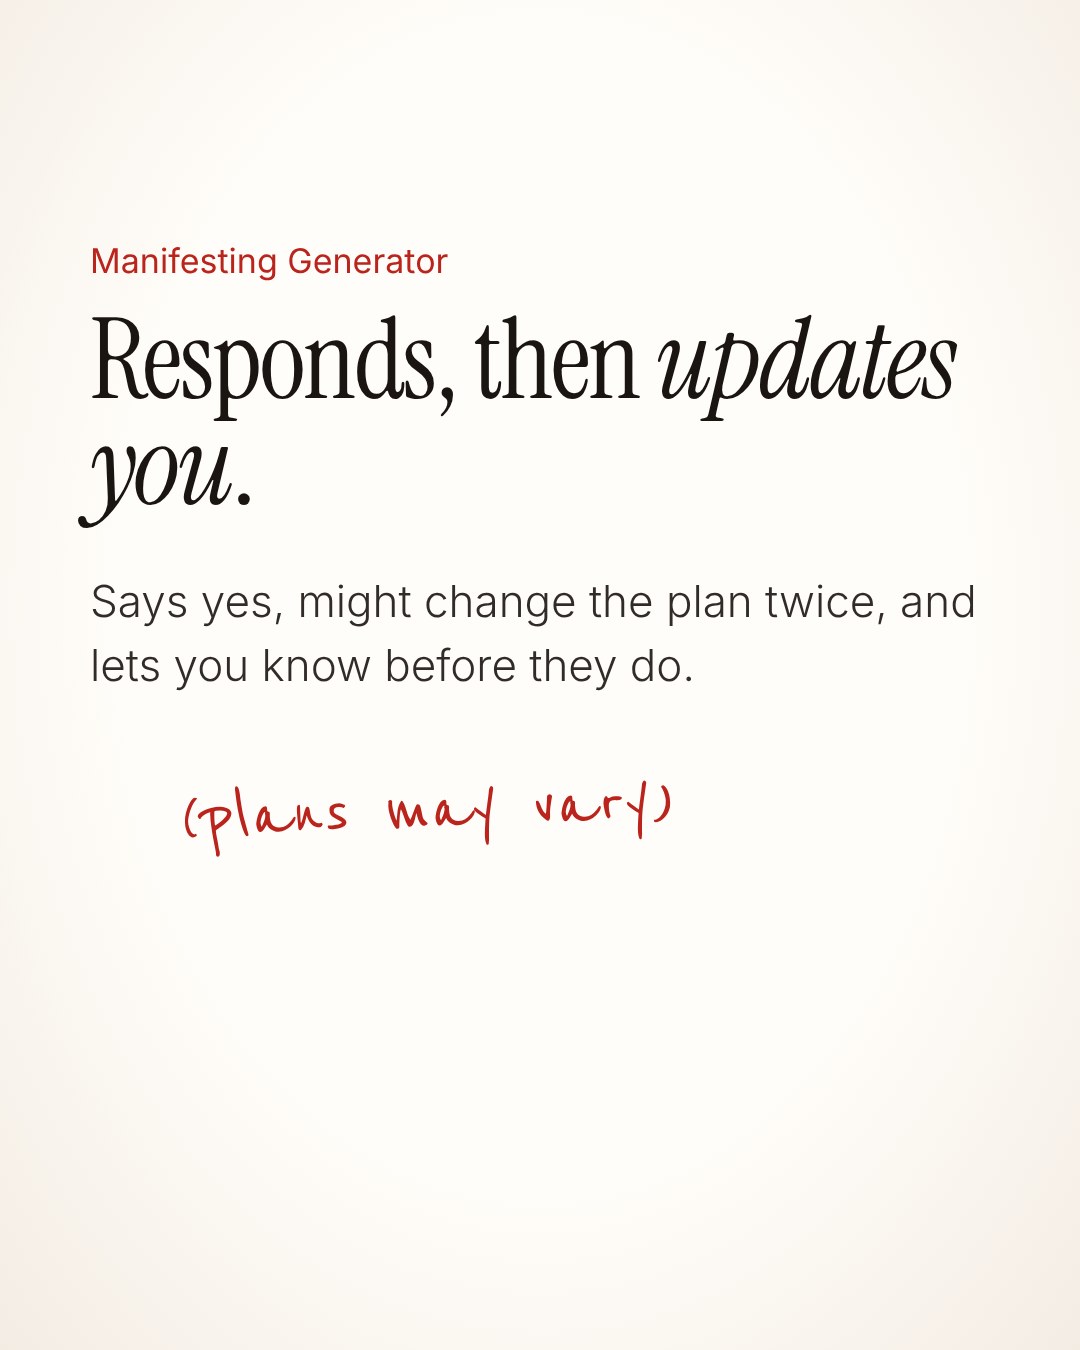 Manifesting Generator
Responds, then updates
you.
Says yes, might change the plan twice, and
lets you know before they do.
(plans may vary)